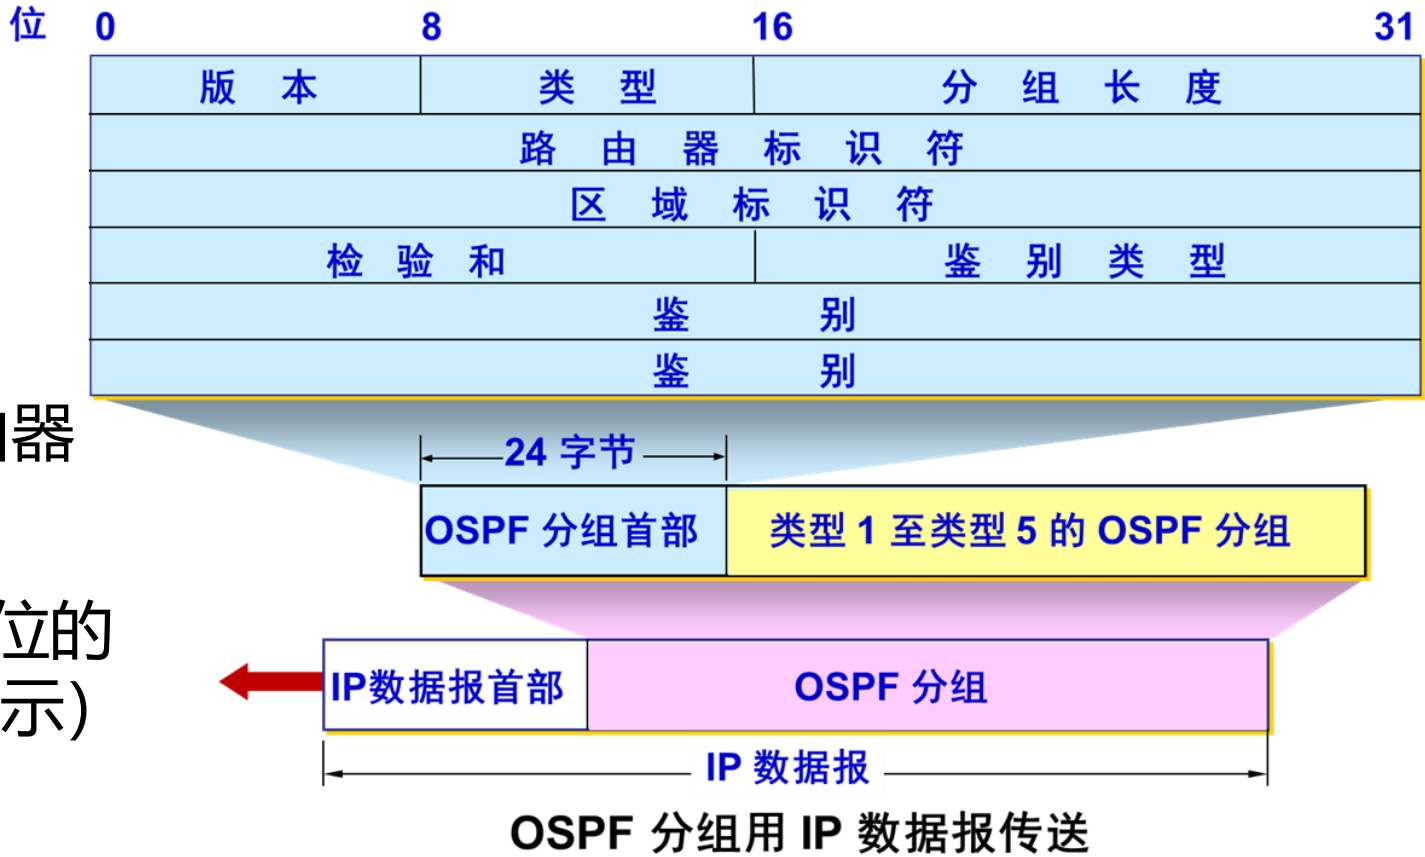 位 0 8 16 31
版 本 类 型 分 组 长 度
路 由 器 标 识 符
区 域 标 识 符
检 验 和 鉴 别 类 型
鉴 别
鉴 别
器
24 字节
OSPF 分组首部 类型 1 至类型 5 的 OSPF 分组
位的
示)
IP数据报首部 OSPF 分组
IP 数据报
OSPF 分组用 IP 数据报传送